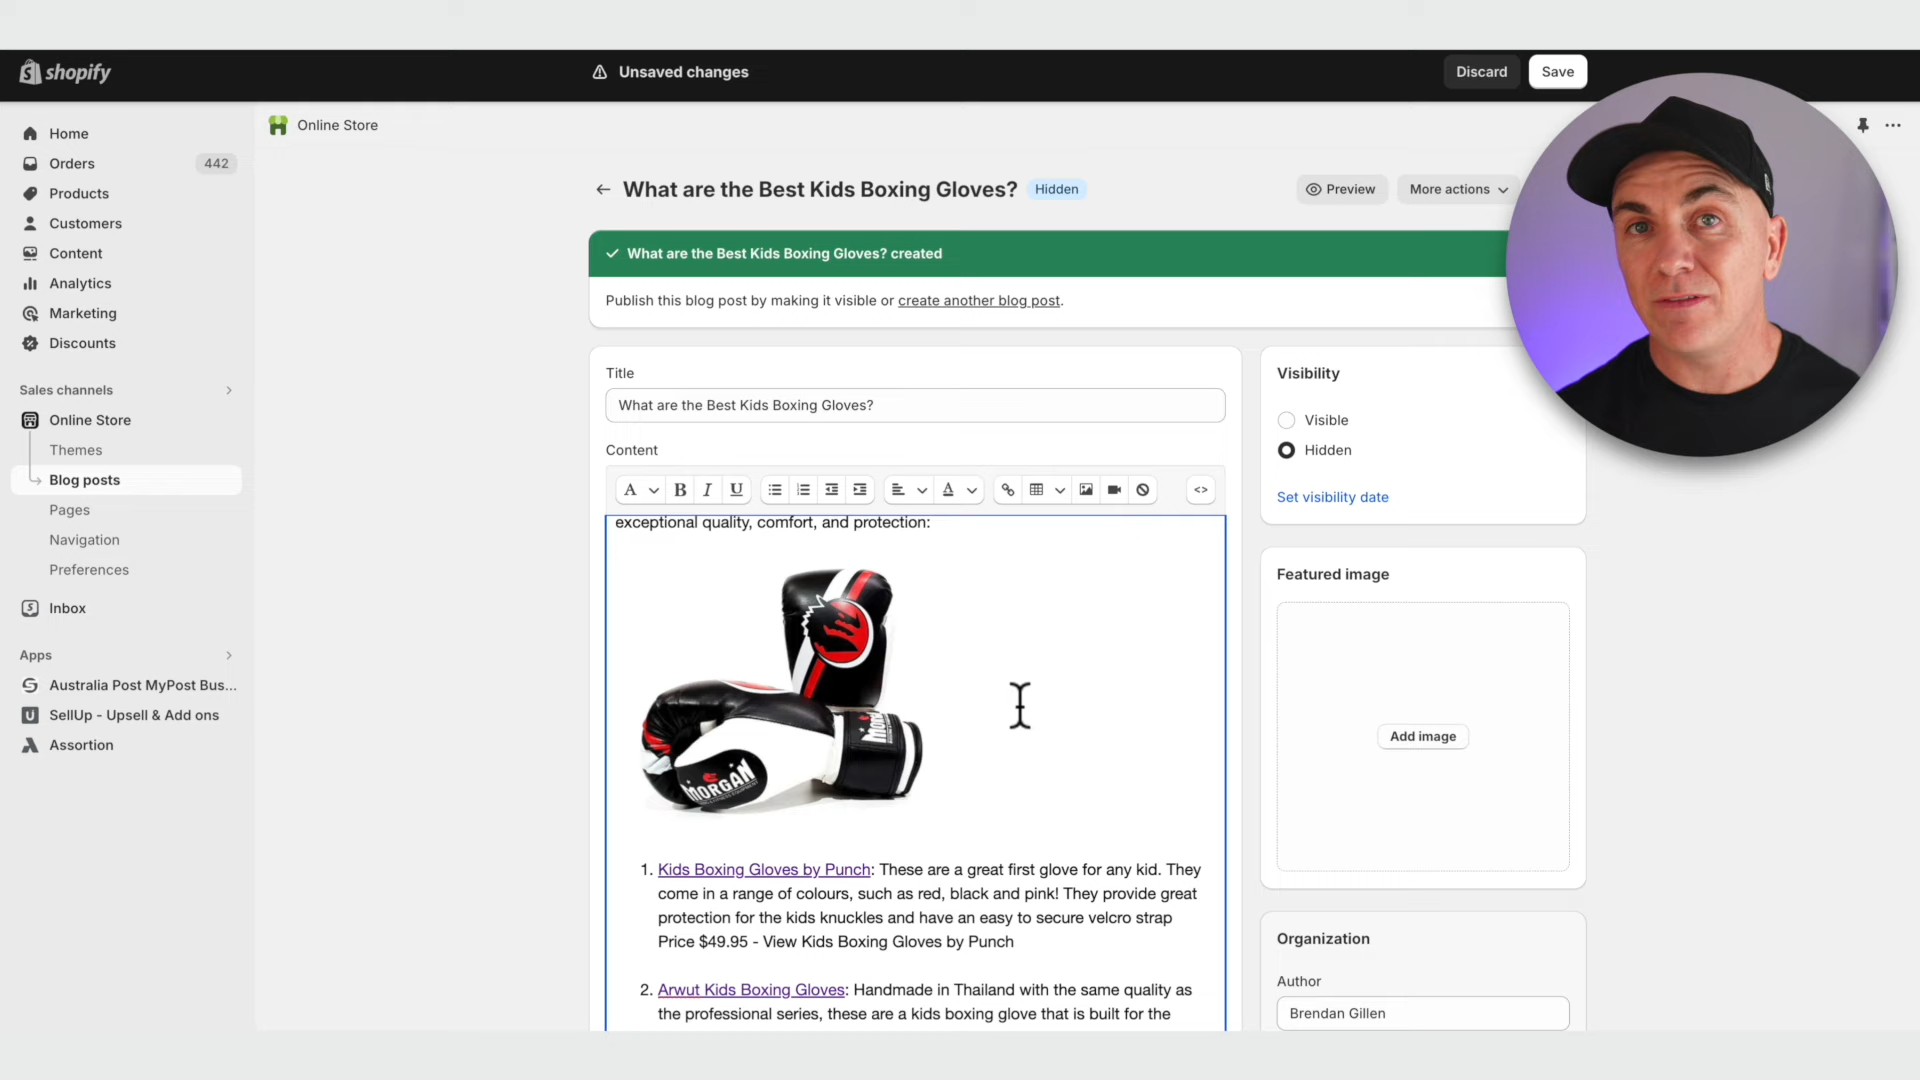 shopify
Unsaved changes
Discard
Save
Home
Orders
442
Products
Customers
Content
Analytics
Marketing
Discounts
Sales channels
Online Store
Themes
Blog posts
Pages
Navigation
Preferences
Inbox
Apps
Australia Post MyPost Bus...
SellUp - Upsell & Add ons
Assortion
Online Store
What are the Best Kids Boxing Gloves?
Hidden
Preview
More actions
What are the Best Kids Boxing Gloves? created
Publish this blog post by making it visible or create another blog post.
Title
What are the Best Kids Boxing Gloves?
Content
A
B
I
U
A
<>
exceptional quality, comfort, and protection:
MORGAN
1. Kids Boxing Gloves by Punch: These are a great first glove for any kid. They
come in a range of colours, such as red, black and pink! They provide great
protection for the kids knuckles and have an easy to secure velcro strap
Price $49.95 - View Kids Boxing Gloves by Punch
2. Arwut Kids Boxing Gloves: Handmade in Thailand with the same quality as
the professional series, these are a kids boxing glove that is built for the
Visibility
Visible
Hidden
Set visibility date
Featured image
Add image
Organization
Author
Brendan Gillen